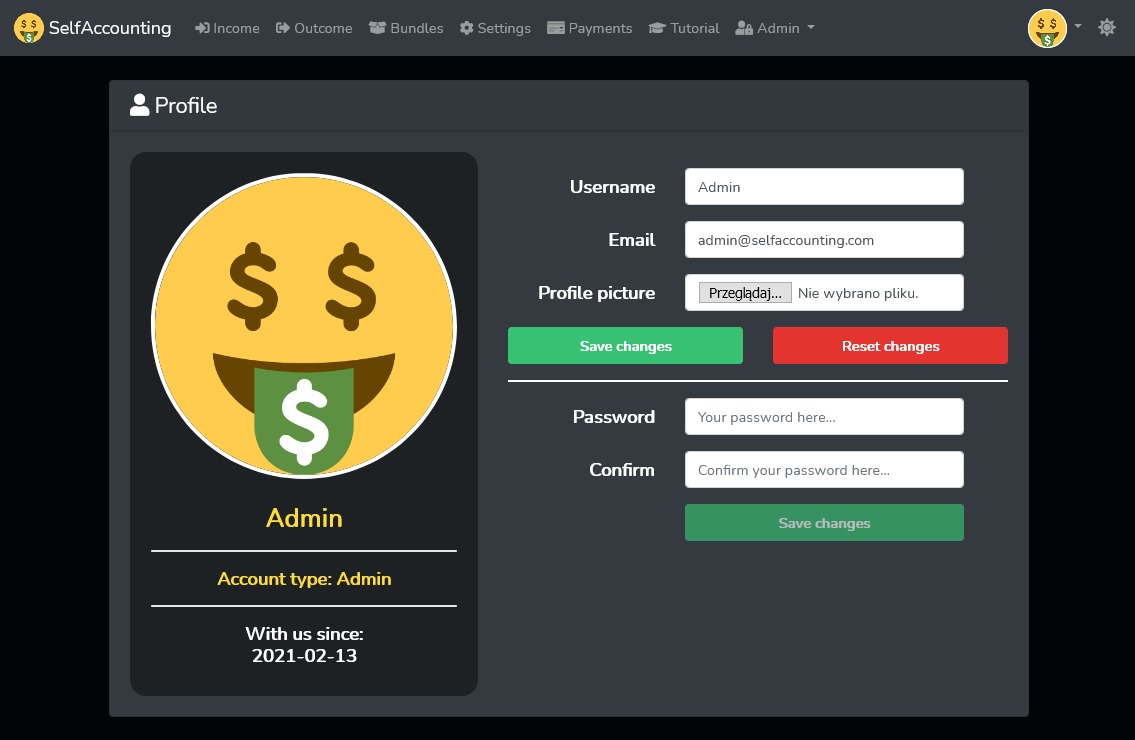 SelfAccounting Income Outcome Bundles Settings Payments Tutorial Admin
Profile
Admin
Account type: Admin
With us since:
2021-02-13
Username Admin
Email admin@selfaccounting.com
Profile picture Przeglądaj... Nie wybrano pliku.
Save changes Reset changes
Password Your password here...
Confirm Confirm your password here...
Save changes